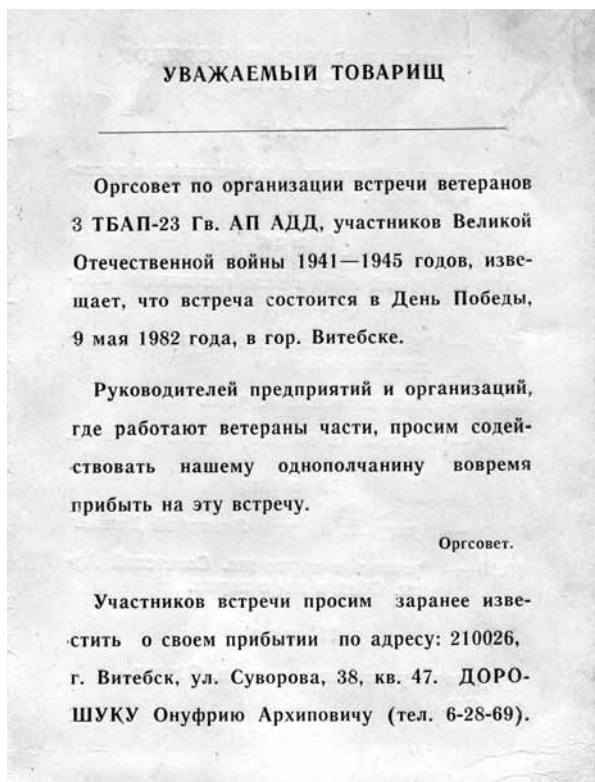 УВАЖАЕМЫЙ ТОВАРИЩ
Оргсовет по организации встречи ветеранов
3 ТБАП-23 Гв. АП АДД, участников Великой
Отечественной войны 1941—1945 годов, изве-
щает, что встреча состоится в День Победы,
9 мая 1982 года, в гор. Витебске.
Руководителей предприятий и организаций,
где работают ветераны части, просим содей-
ствовать нашему однополчанину вовремя
прибыть на эту встречу.
Оргсовет.
Участников встречи просим заранее изве-
стить о своем прибытии по адресу: 210026,
г. Витебск, ул. Суворова, 38, кв. 47. ДОРО-
ШУКУ Онуфрию Архиповичу (тел. 6-28-69).